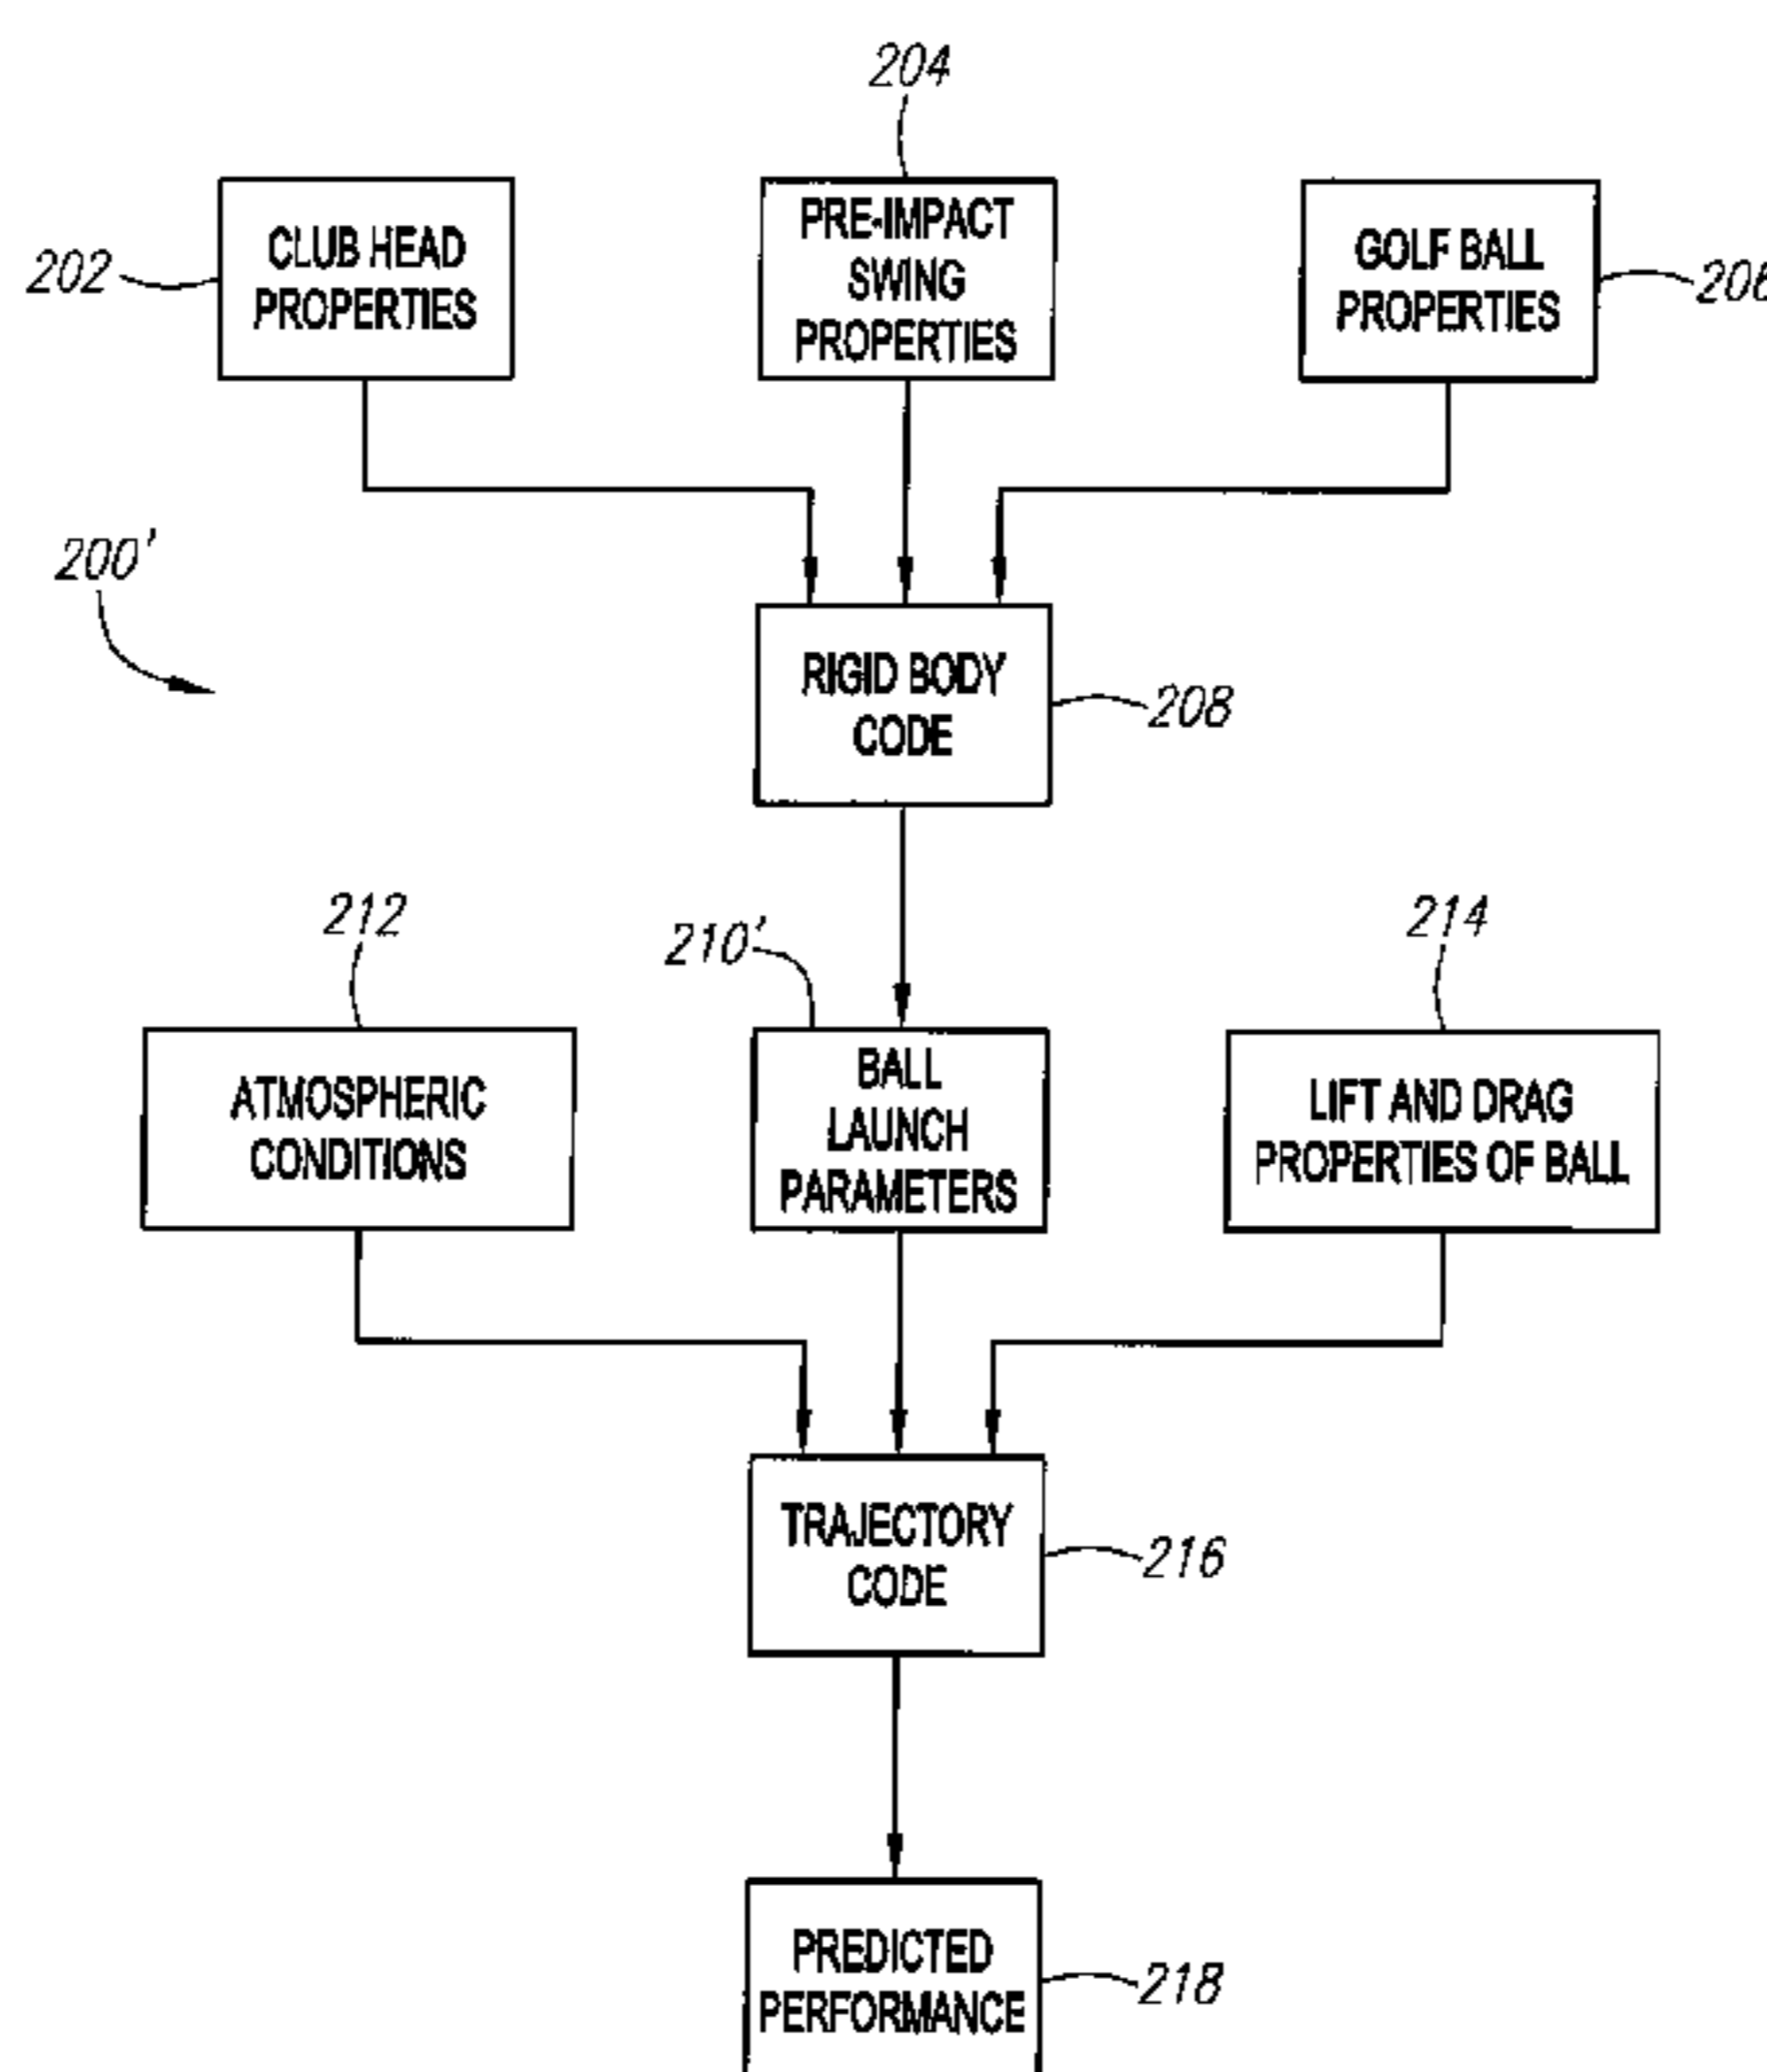 204
CLUB HEAD
PROPERTIES
202
PRE-IMPACT
SWING
PROPERTIES
GOLF BALL
PROPERTIES
206
200'
RIGID BODY
CODE
208
212
210'
214
ATMOSPHERIC
CONDITIONS
BALL
LAUNCH
PARAMETERS
LIFT AND DRAG
PROPERTIES OF BALL
TRAJECTORY
CODE
216
PREDICTED
PERFORMANCE
218